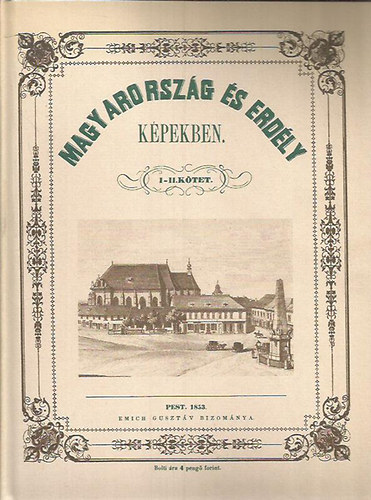 MAGYARORSZÁG ÉS ERDÉLY
KÉPEKBEN.
I-II. KÖTET.
PEST. 1853.
EMICH GUSZTÁV BIZOMÁNYA.
Bolti ára 4 pengő forint.